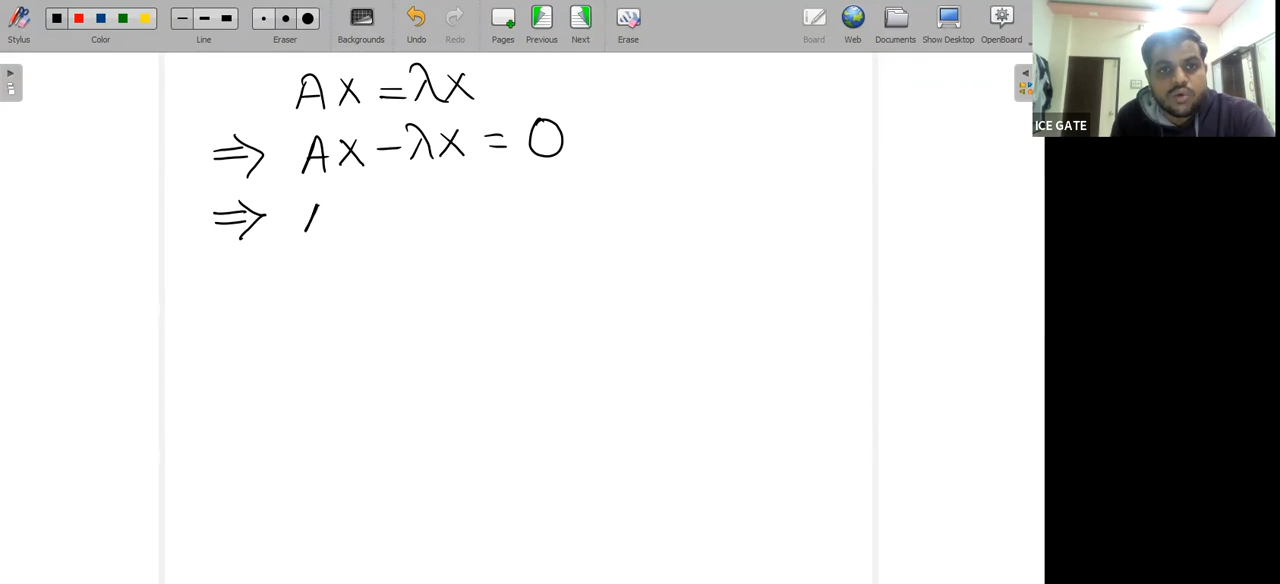 Stylus Color Line Eraser Backgrounds Undo Redo Pages Previous Next Erase Board Web Documents Show Desktop OpenBoard
ICE GATE
AX = λX
⇒ AX − λX = 0
⇒